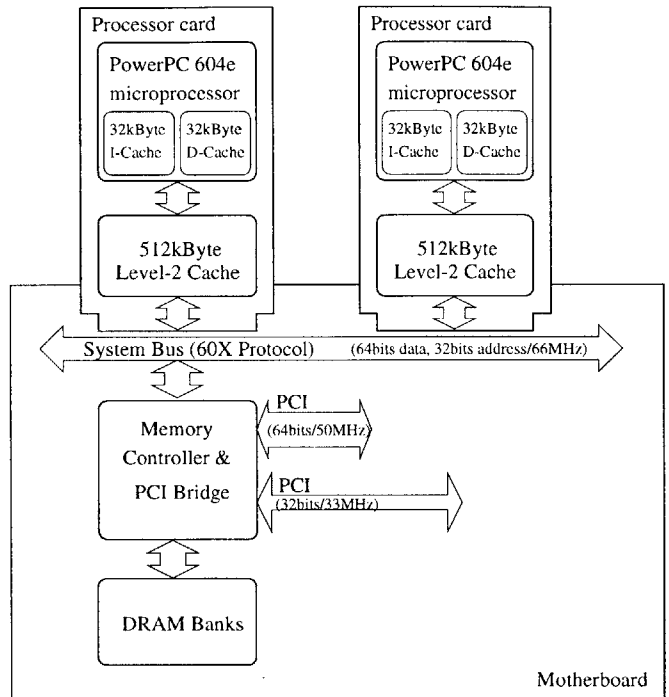 Processor card
PowerPC 604e
microprocessor
32kByte
I-Cache
32kByte
D-Cache
512kByte
Level-2 Cache
Processor card
PowerPC 604e
microprocessor
32kByte
I-Cache
32kByte
D-Cache
512kByte
Level-2 Cache
System Bus (60X Protocol) (64bits data, 32bits address/66MHz)
Memory
Controller &
PCI Bridge
PCI
(64bits/50MHz)
PCI
(32bits/33MHz)
DRAM Banks
Motherboard